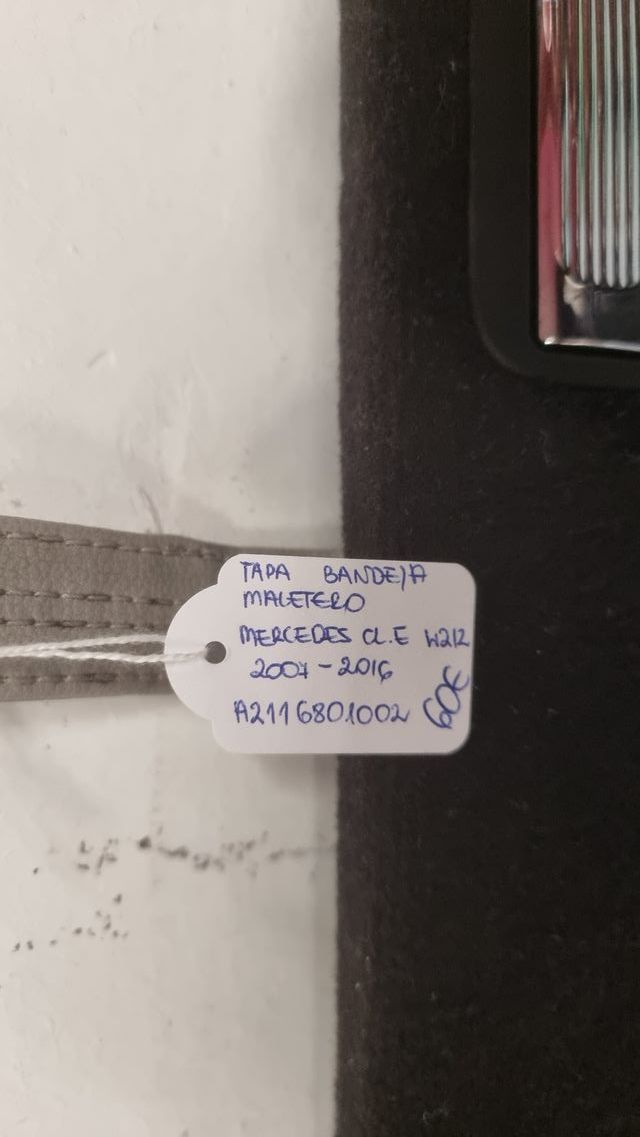 TAPA BANDEJA
MALETERO
MERCEDES CL.E W212
2007-2016
A2116801002
60€